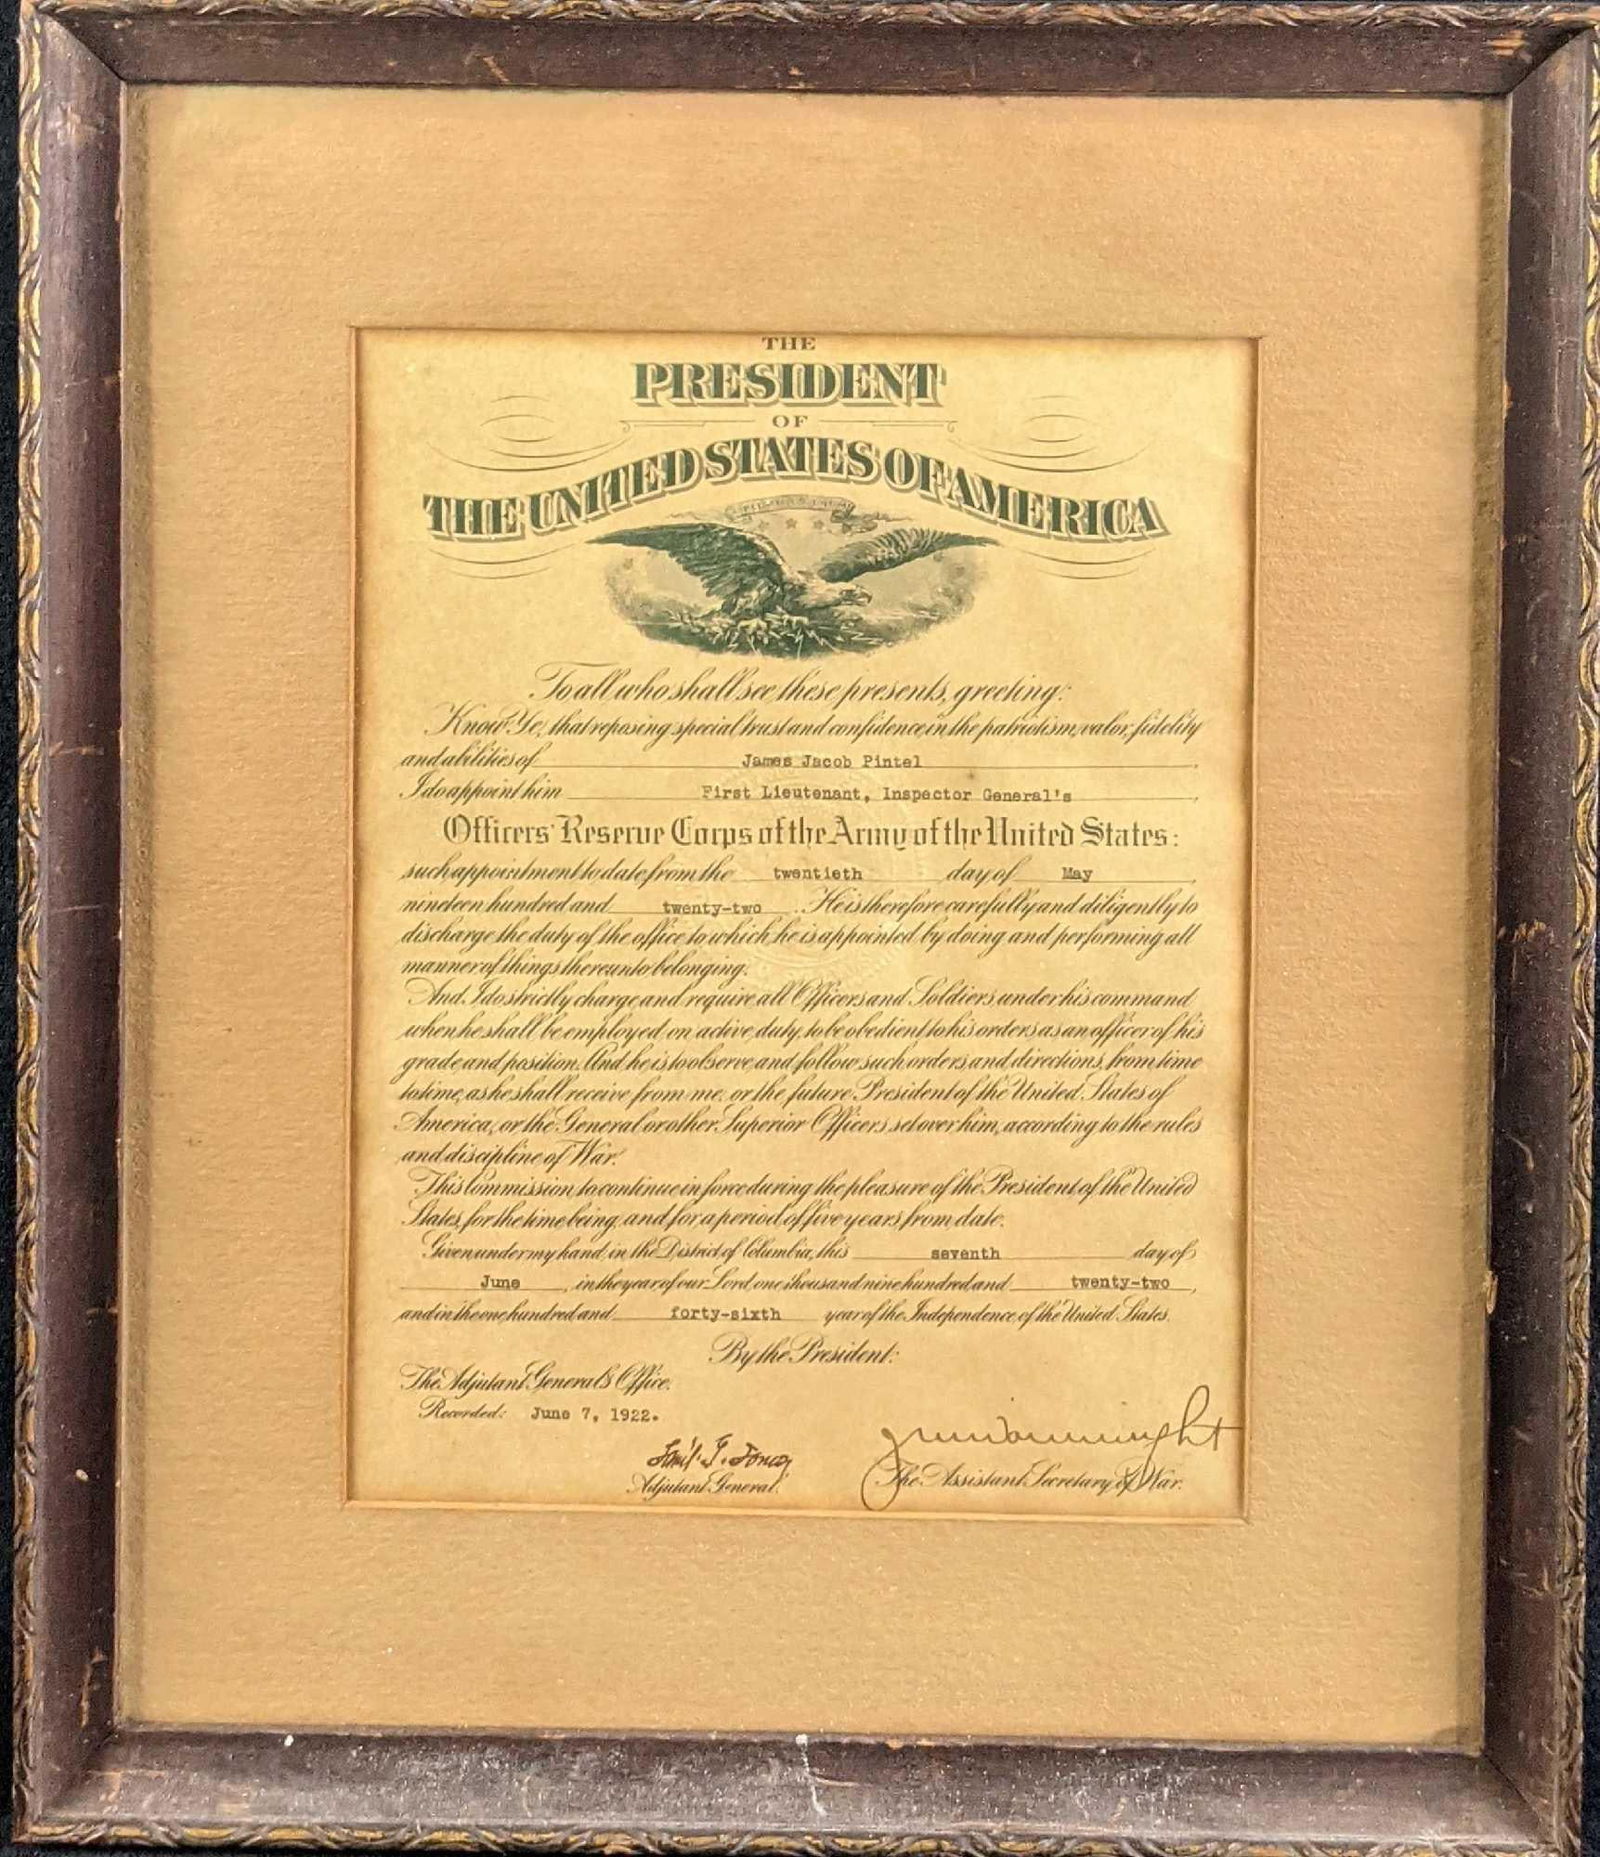 THE
PRESIDENT
OF
THE UNITED STATES OF AMERICA
To all who shall see these presents, greeting:
Know Ye, that reposing special trust and confidence in the patriotism, valor, fidelity
and abilities of James Jacob Pintel,
I do appoint him First Lieutenant, Inspector General's,
Officers' Reserve Corps of the Army of the United States:
such appointment to date from the twentieth day of May,
nineteen hundred and twenty-two. He is therefore carefully and diligently to
discharge the duty of the office to which he is appointed by doing and performing all
manner of things thereunto belonging.
And I do strictly charge and require all Officers and Soldiers under his command
when he shall be employed on active duty, to be obedient to his orders as an officer of his
grade and position. And he is to observe and follow such orders and directions, from time
to time, as he shall receive from me, or the future President of the United States of
America, or the General or other Superior Officers set over him, according to the rules
and discipline of War.
This Commission to continue in force during the pleasure of the President of the United
States, for the time being, and for a period of five years from date.
Given under my hand, in the District of Columbia, this seventh day of
June, in the year of our Lord one thousand nine hundred and twenty-two,
and in the one hundred and forty-sixth year of the Independence of the United States.
By the President:
The Adjutant General's Office.
Recorded: June 7, 1922.
Adjutant General.
The Assistant Secretary of War.